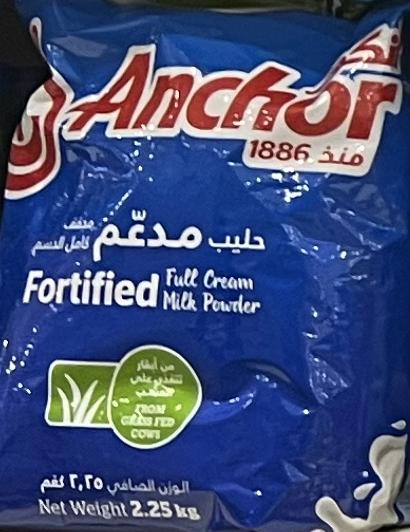 Anchor
منذ 1886
حليب مدعّم مجفف كامل الدسم
Fortified Full Cream Milk Powder
من أبقار
تتغذى على
العشب
FROM
GRASS FED
COWS
الوزن الصافي ٢,٢٥ كغم
Net Weight 2.25 kg